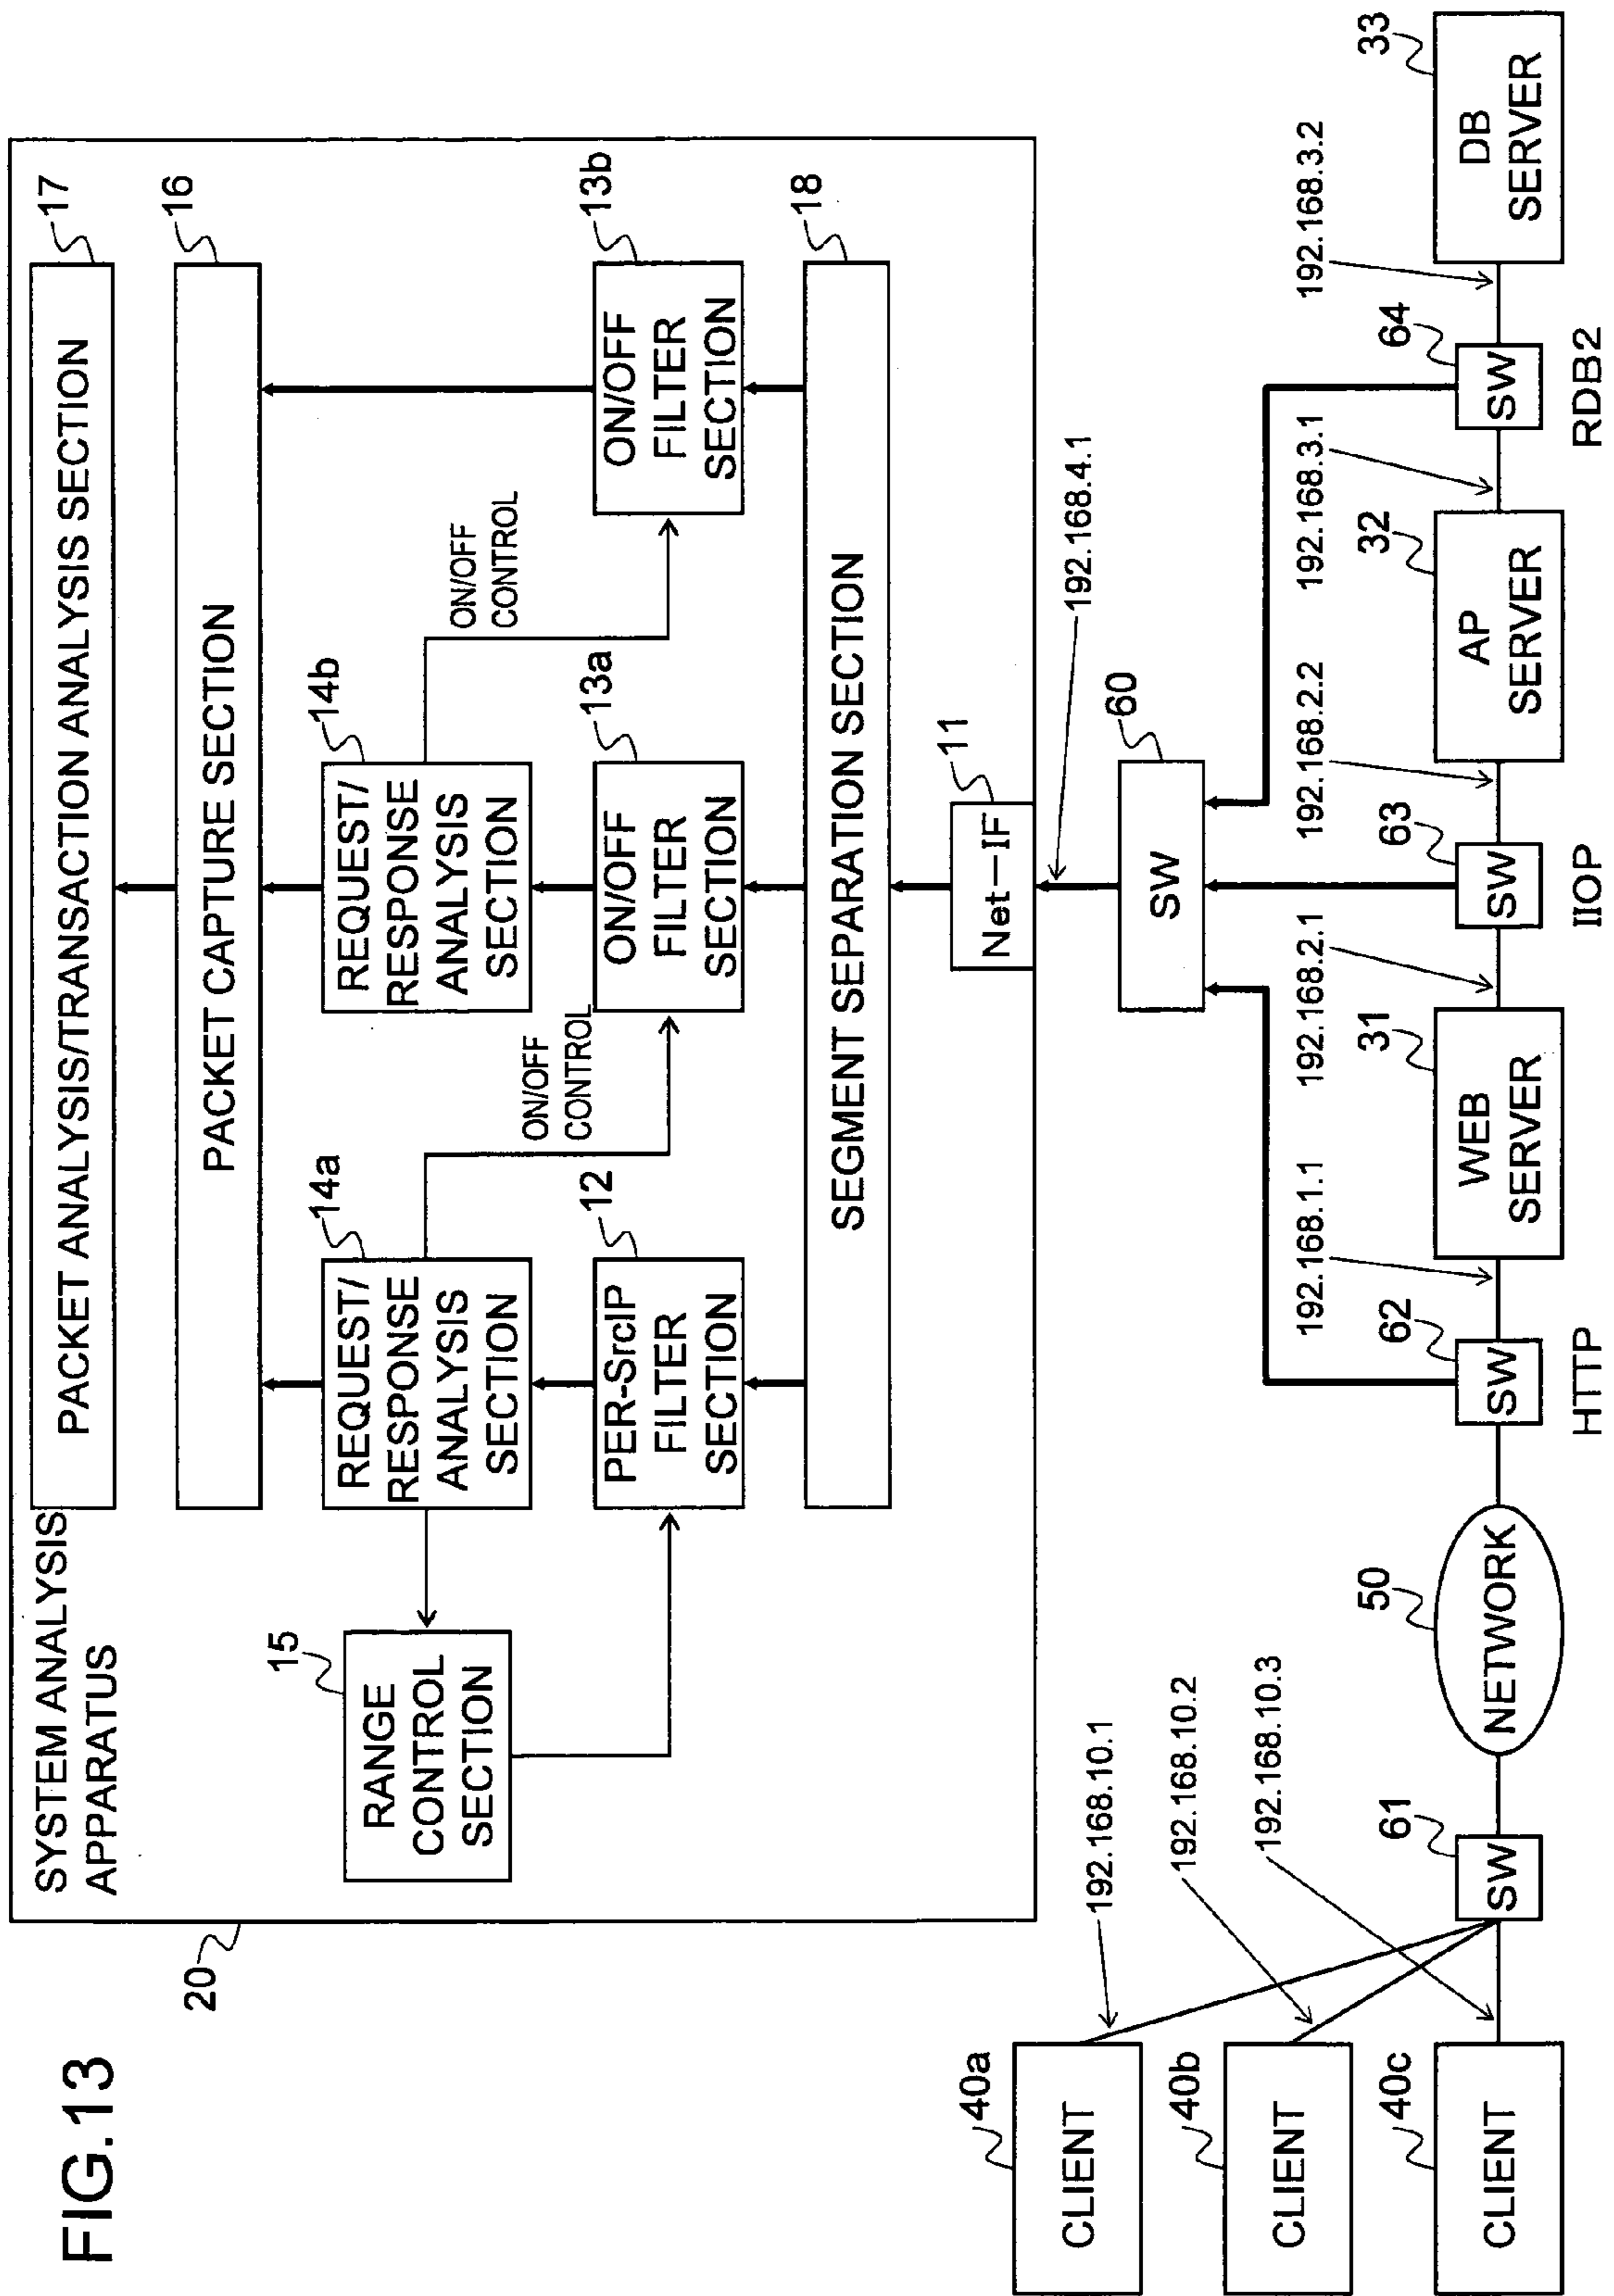 FIG.13
SYSTEM ANALYSIS
APPARATUS
20
PACKET ANALYSIS/TRANSACTION ANALYSIS SECTION
17
PACKET CAPTURE SECTION
16
15
RANGE
CONTROL
SECTION
14a
REQUEST/
RESPONSE
ANALYSIS
SECTION
ON/OFF
CONTROL
14b
REQUEST/
RESPONSE
ANALYSIS
SECTION
ON/OFF
CONTROL
12
PER-SrcIP
FILTER
SECTION
13a
ON/OFF
FILTER
SECTION
13b
ON/OFF
FILTER
SECTION
SEGMENT SEPARATION SECTION
18
11
Net-IF
192.168.4.1
60
SW
40a
CLIENT
192.168.10.1
40b
CLIENT
192.168.10.2
40c
CLIENT
192.168.10.3
61
SW
50
NETWORK
62
SW
HTTP
192.168.1.1
31
WEB
SERVER
192.168.2.1
63
SW
IIOP
192.168.2.2
32
AP
SERVER
192.168.3.1
64
SW
RDB2
192.168.3.2
33
DB
SERVER